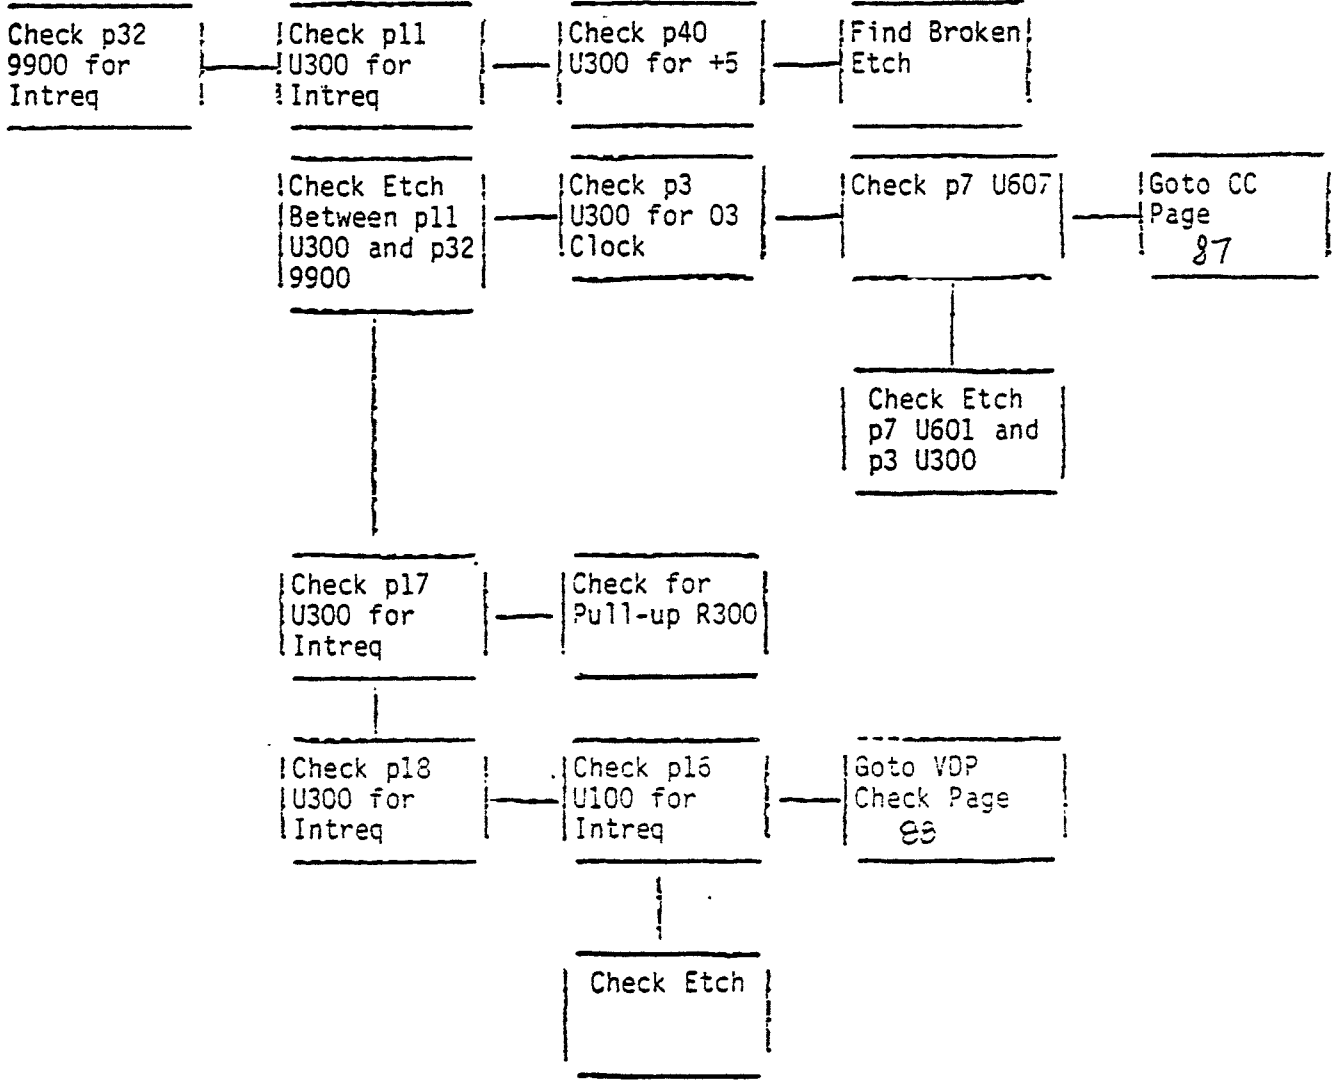 Check p32
9900 for
Intreq
Check p11
U300 for
Intreq
Check p40
U300 for +5
Find Broken
Etch
Check Etch
Between p11
U300 and p32
9900
Check p3
U300 for 03
Clock
Check p7 U607
Goto CC
Page
87
Check Etch
p7 U601 and
p3 U300
Check p17
U300 for
Intreq
Check for
Pull-up R300
Check p18
U300 for
Intreq
Check p16
U100 for
Intreq
Goto VDP
Check Page
Check Etch